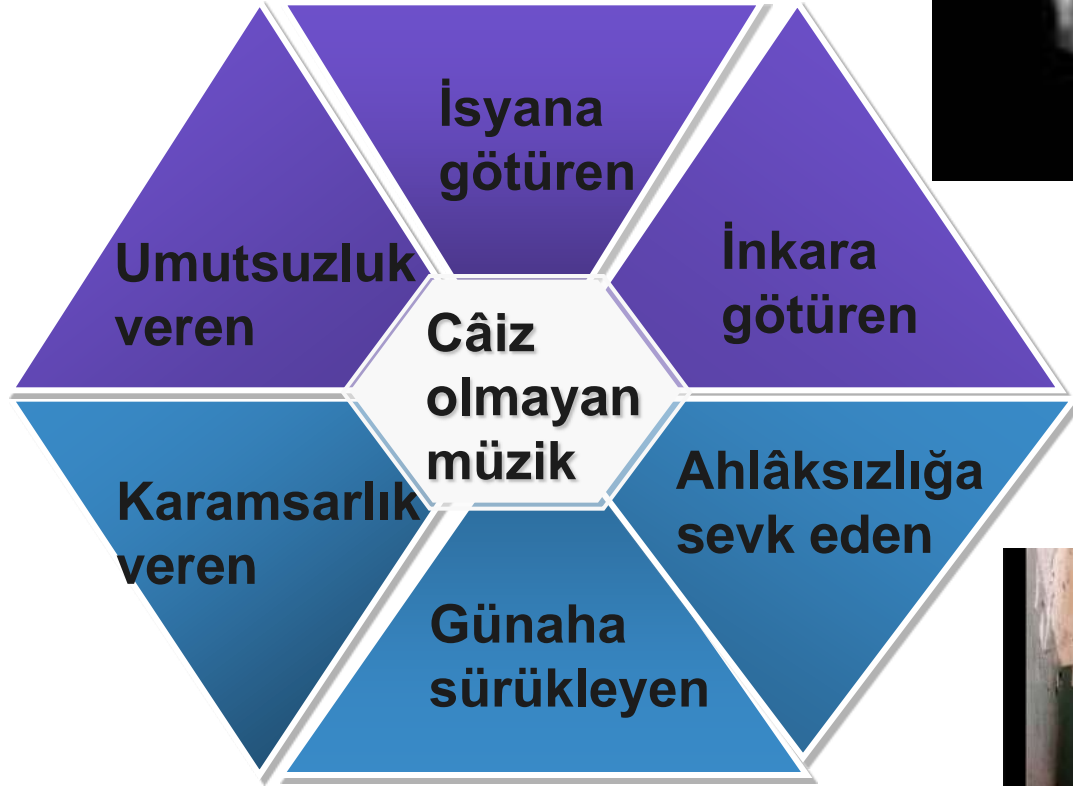 İsyana
götüren
Umutsuzluk
veren
İnkara
götüren
Câiz
olmayan
müzik
Karamsarlık
veren
Ahlâksızlığa
sevk eden
Günaha
sürükleyen